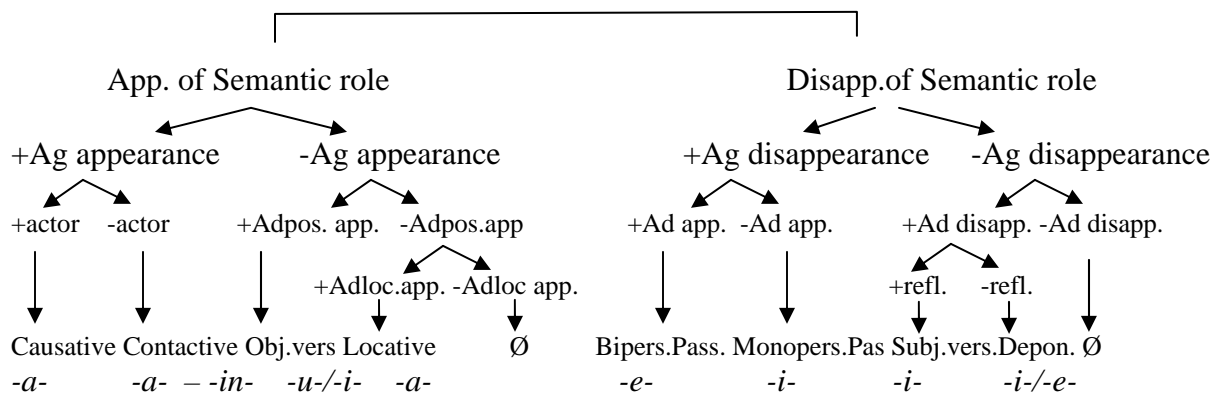 App. of Semantic role Disapp.of Semantic role
+Ag appearance -Ag appearance +Ag disappearance -Ag disappearance
+actor -actor +Adpos. app. -Adpos.app +Ad app. -Ad app. +Ad disapp. -Ad disapp.
+Adloc.app. -Adloc app. +refl. -refl.
Causative Contactive Obj.vers Locative Ø Bipers.Pass. Monopers.Pas Subj.vers.Depon. Ø
-a- -a- – -in- -u-/-i- -a- -e- -i- -i- -i-/-e-